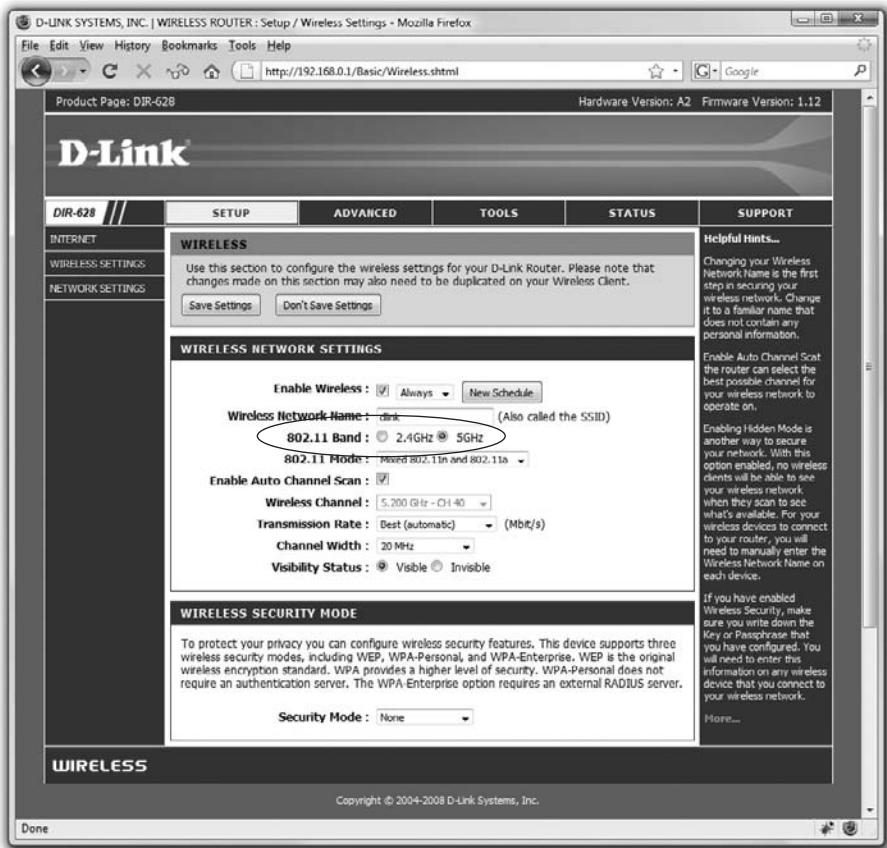 D-LINK SYSTEMS, INC. | WIRELESS ROUTER : Setup / Wireless Settings - Mozilla Firefox
File Edit View History Bookmarks Tools Help
http://192.168.0.1/Basic/Wireless.shtml
G Google
Product Page: DIR-628
Hardware Version: A2 Firmware Version: 1.12
D-Link
DIR-628
SETUP
ADVANCED
TOOLS
STATUS
SUPPORT
INTERNET
WIRELESS SETTINGS
NETWORK SETTINGS
WIRELESS
Use this section to configure the wireless settings for your D-Link Router. Please note that
changes made on this section may also need to be duplicated on your Wireless Client.
Save Settings
Don't Save Settings
WIRELESS NETWORK SETTINGS
Enable Wireless : Always New Schedule
Wireless Network Name : dlink (Also called the SSID)
802.11 Band : 2.4GHz 5GHz
802.11 Mode : Mixed 802.11n and 802.11a
Enable Auto Channel Scan :
Wireless Channel : 5.200 GHz - CH 40
Transmission Rate : Best (automatic) (Mbit/s)
Channel Width : 20 MHz
Visibility Status : Visible Invisible
WIRELESS SECURITY MODE
To protect your privacy you can configure wireless security features. This device supports three
wireless security modes, including WEP, WPA-Personal, and WPA-Enterprise. WEP is the original
wireless encryption standard. WPA provides a higher level of security. WPA-Personal does not
require an authentication server. The WPA-Enterprise option requires an external RADIUS server.
Security Mode : None
Helpful Hints...
Changing your Wireless
Network Name is the first
step in securing your
wireless network. Change
it to a familiar name that
does not contain any
personal information.
Enable Auto Channel Scat
the router can select the
best possible channel for
your wireless network to
operate on.
Enabling Hidden Mode is
another way to secure
your network. With this
option enabled, no wireless
clients will be able to see
your wireless network
when they scan to see
what's available. For your
wireless devices to connect
to your router, you will
need to manually enter the
Wireless Network Name on
each device.
If you have enabled
Wireless Security, make
sure you write down the
Key or Passphrase that
you have configured. You
will need to enter this
information on any wireless
device that you connect to
your wireless network.
More...
WIRELESS
Copyright © 2004-2008 D-Link Systems, Inc.
Done